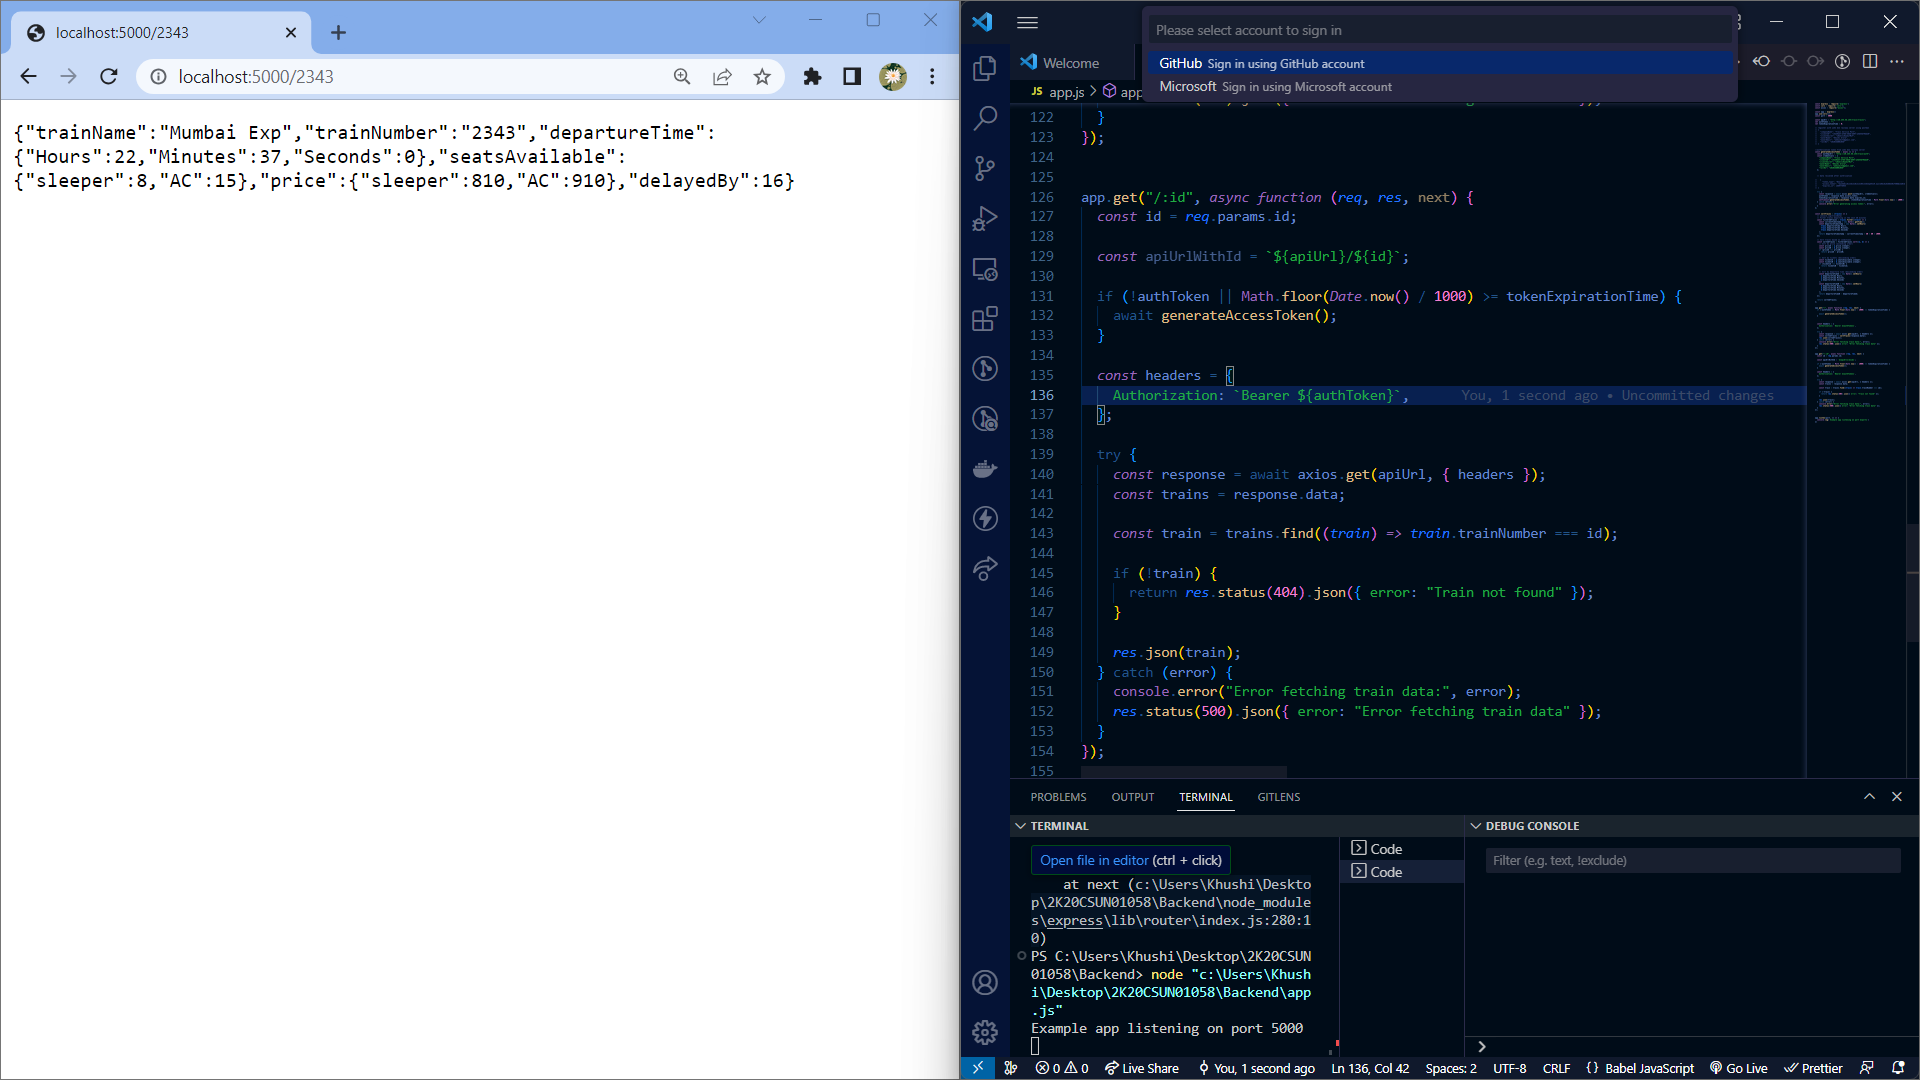 localhost:5000/2343
localhost:5000/2343
{"trainName":"Mumbai Exp","trainNumber":"2343","departureTime":
{"Hours":22,"Minutes":37,"Seconds":0},"seatsAvailable":
{"sleeper":8,"AC":15},"price":{"sleeper":810,"AC":910},"delayedBy":16}
Please select account to sign in
GitHub Sign in using GitHub account
Microsoft Sign in using Microsoft account
Welcome
JS app.js > app
122 }
123 });
124
125
126 app.get("/:id", async function (req, res, next) {
127 const id = req.params.id;
128
129 const apiUrlWithId = `${apiUrl}/${id}`;
130
131 if (!authToken || Math.floor(Date.now() / 1000) >= tokenExpirationTime) {
132 await generateAccessToken();
133 }
134
135 const headers = {
136 Authorization: `Bearer ${authToken}`, You, 1 second ago • Uncommitted changes
137 };
138
139 try {
140 const response = await axios.get(apiUrl, { headers });
141 const trains = response.data;
142
143 const train = trains.find((train) => train.trainNumber === id);
144
145 if (!train) {
146 return res.status(404).json({ error: "Train not found" });
147 }
148
149 res.json(train);
150 } catch (error) {
151 console.error("Error fetching train data:", error);
152 res.status(500).json({ error: "Error fetching train data" });
153 }
154 });
155
PROBLEMS OUTPUT TERMINAL GITLENS
TERMINAL
Open file in editor (ctrl + click)
at next (c:\Users\Khushi\Deskto
p\2K20CSUN01058\Backend\node_module
s\express\lib\router\index.js:280:1
0)
PS C:\Users\Khushi\Desktop\2K20CSUN
01058\Backend> node "c:\Users\Khush
i\Desktop\2K20CSUN01058\Backend\app
.js"
Example app listening on port 5000
Code
Code
DEBUG CONSOLE
Filter (e.g. text, !exclude)
0 0 Live Share You, 1 second ago Ln 136, Col 42 Spaces: 2 UTF-8 CRLF {} Babel JavaScript Go Live Prettier